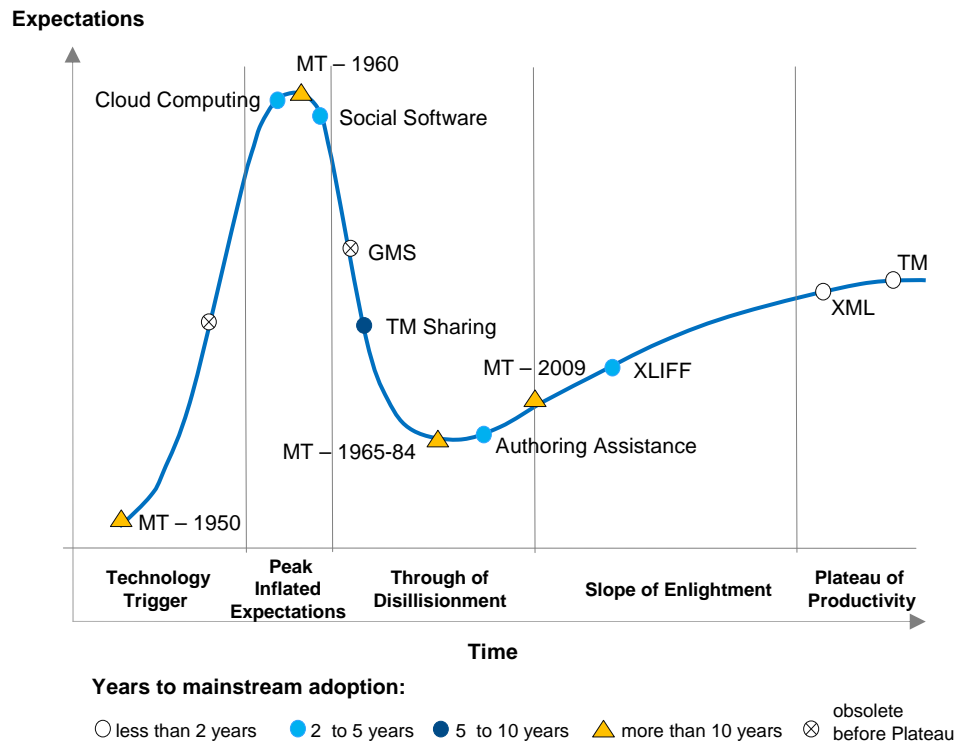 Expectations
MT – 1960
Cloud Computing
Social Software
GMS
TM
XML
TM Sharing
MT – 2009
XLIFF
MT – 1965-84
Authoring Assistance
MT – 1950
Technology
Trigger
Peak
Inflated
Expectations
Through of
Disillisionment
Slope of Enlightment
Plateau of
Productivity
Time
Years to mainstream adoption:
less than 2 years
2 to 5 years
5 to 10 years
more than 10 years
obsolete
before Plateau